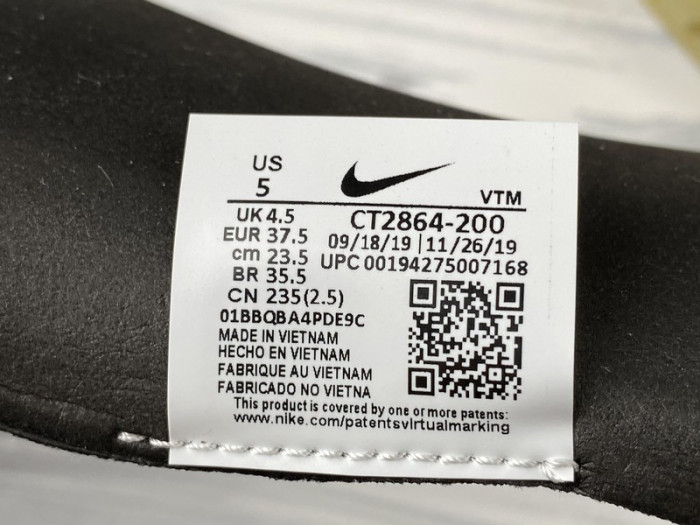 US
5
VTM
UK 4.5
EUR 37.5
cm 23.5
BR 35.5
CN 235(2.5)
CT2864-200
09/18/19 | 11/26/19
UPC 00194275007168
01BBQBA4PDE9C
MADE IN VIETNAM
HECHO EN VIETNAM
FABRIQUE AU VIETNAM
FABRICADO NO VIETNA
This product is covered by one or more patents:
www.nike.com/patentsvirtualmarking